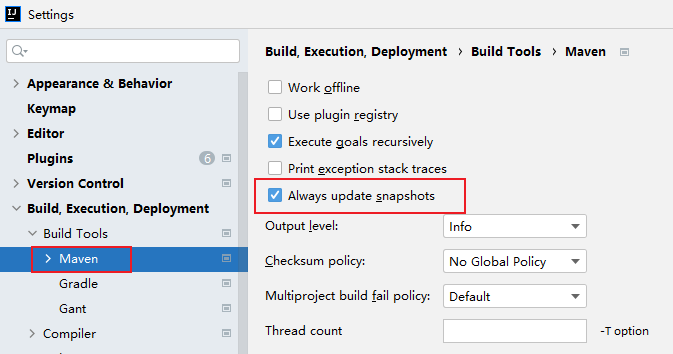 IJ Settings
Appearance & Behavior
Keymap
Editor
Plugins 6
Version Control
Build, Execution, Deployment
Build Tools
Maven
Gradle
Gant
Compiler
Build, Execution, Deployment › Build Tools › Maven
Work offline
Use plugin registry
Execute goals recursively
Print exception stack traces
Always update snapshots
Output level: Info
Checksum policy: No Global Policy
Multiproject build fail policy: Default
Thread count -T option